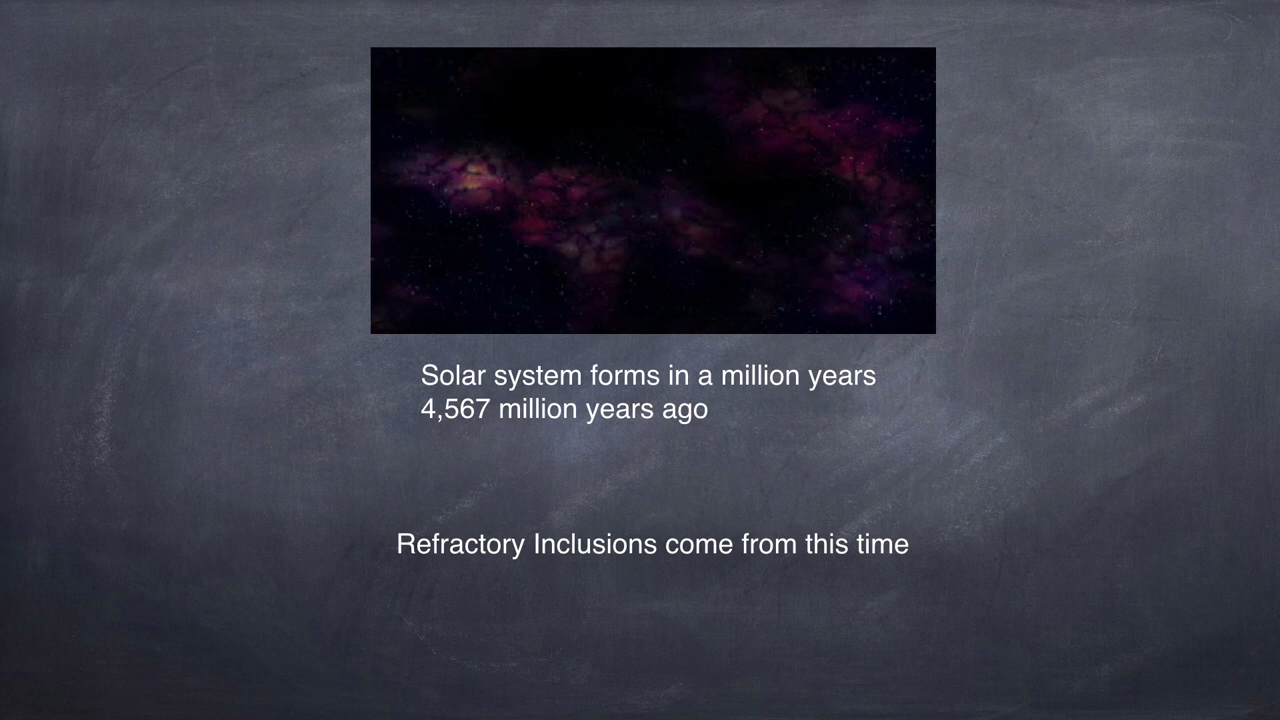 Solar system forms in a million years
4,567 million years ago
Refractory Inclusions come from this time